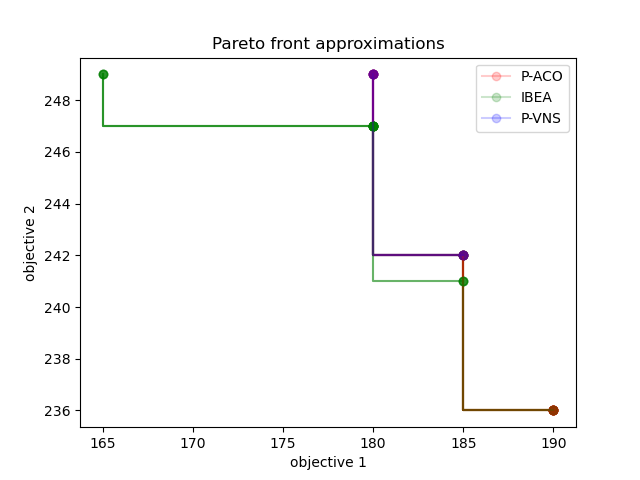 Pareto front approximations
P-ACO
IBEA
P-VNS
objective 2
248
246
244
242
240
238
236
165 170 175 180 185 190
objective 1